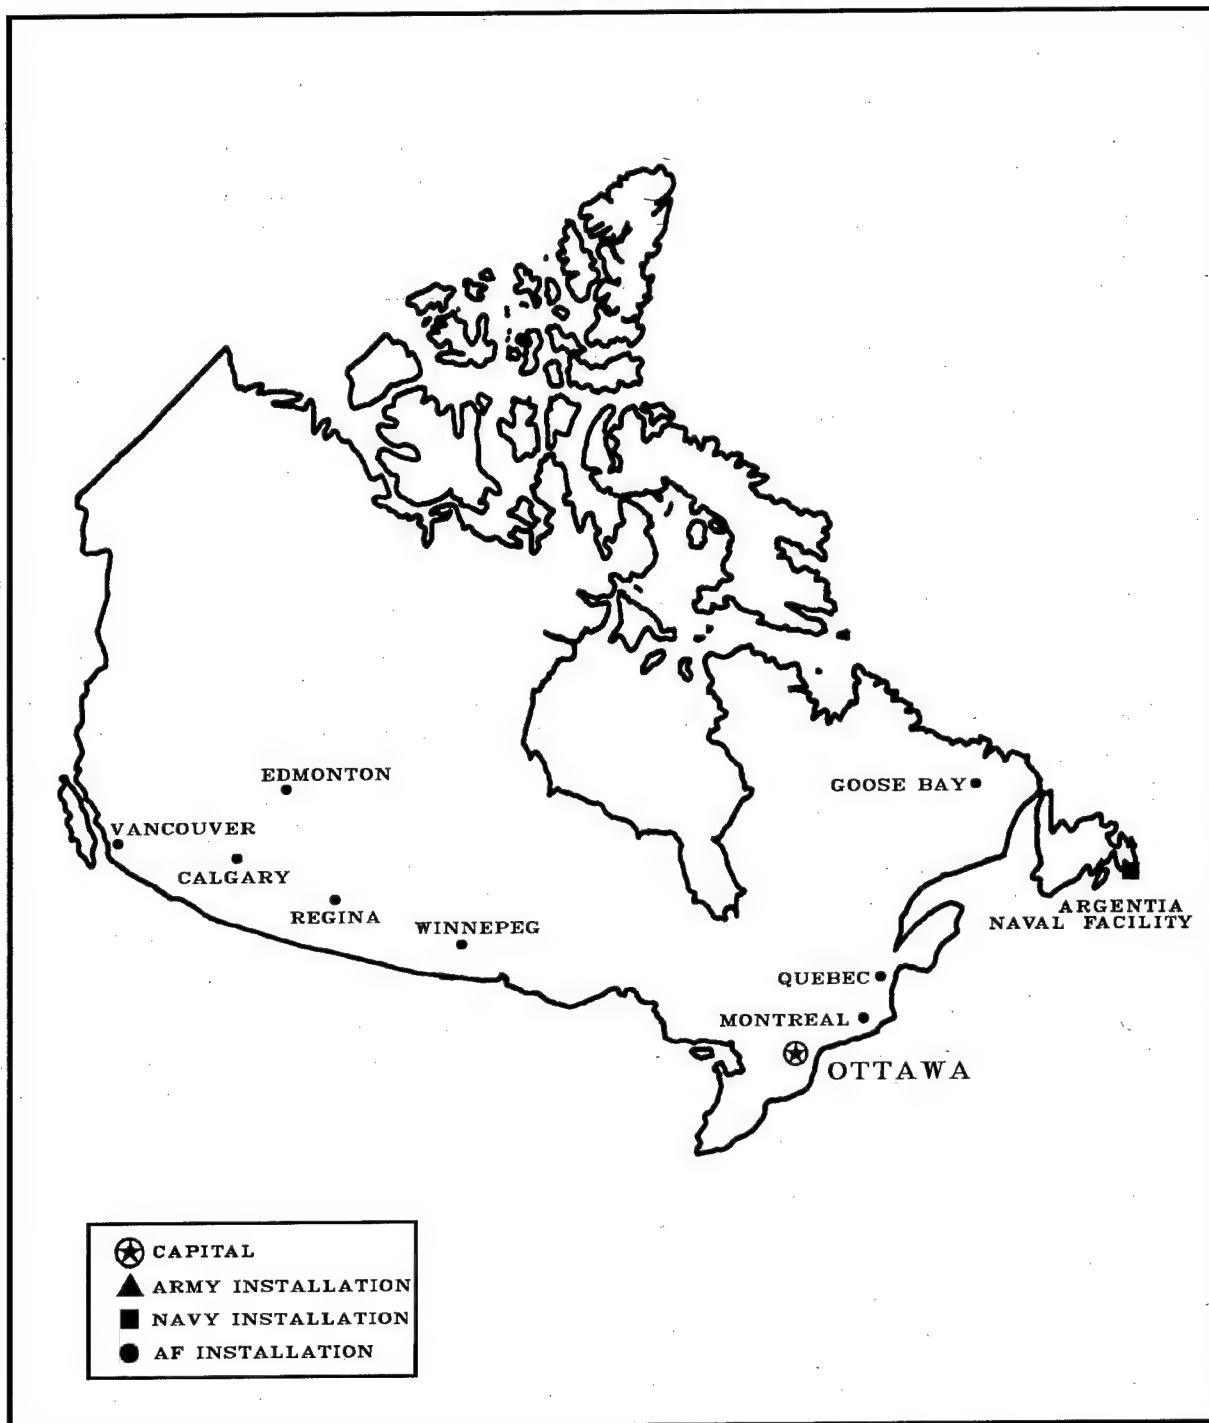 EDMONTON
GOOSE BAY
VANCOUVER
CALGARY
REGINA
WINNEPEG
ARGENTIA
NAVAL FACILITY
QUEBEC
MONTREAL
OTTAWA
CAPITAL
ARMY INSTALLATION
NAVY INSTALLATION
AF INSTALLATION